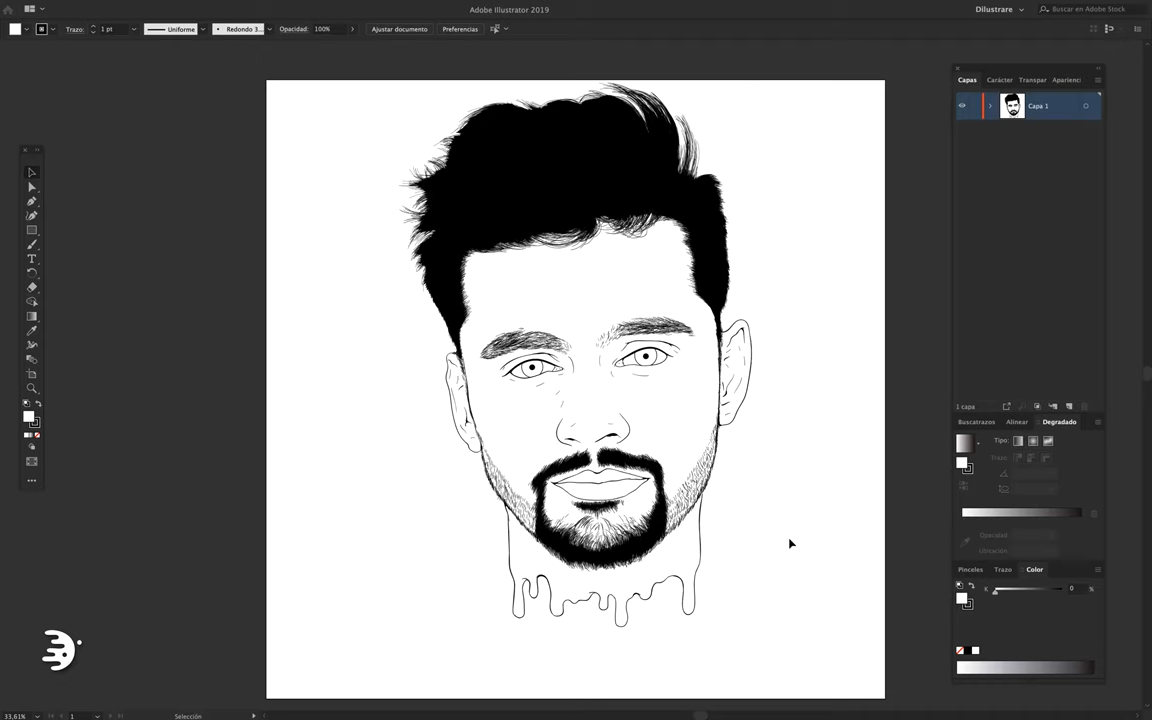 Adobe Illustrator 2019
Dilustrare
Buscar en Adobe Stock
Trazo: 1 pt Uniforme Redondo 3... Opacidad: 100% Ajustar documento Preferencias
Capas Carácter Transpar Aparienc
Capa 1
1 capa
Buscatrazos Alinear Degradado
Tipo:
Trazo:
Opacidad:
Ubicación:
Pinceles Trazo Color
K 0 %
33,61% 1 Selección